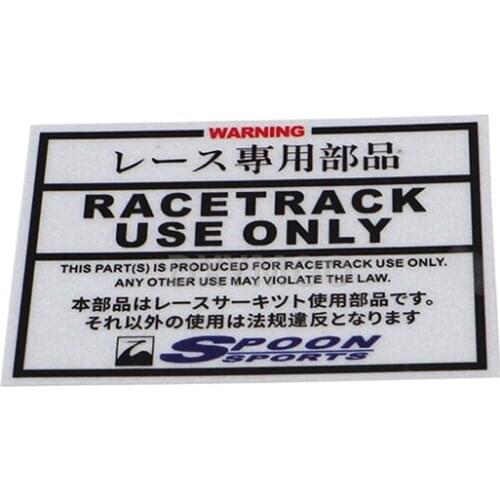 WARNING
レース專用部品
RACETRACK
USE ONLY
THIS PART(S) IS PRODUCED FOR RACETRACK USE ONLY.
ANY OTHER USE MAY VIOLATE THE LAW.
本部品はレースサーキツト使用部品です。
それ以外の使用は法规違反となります
SPOON
SPORTS